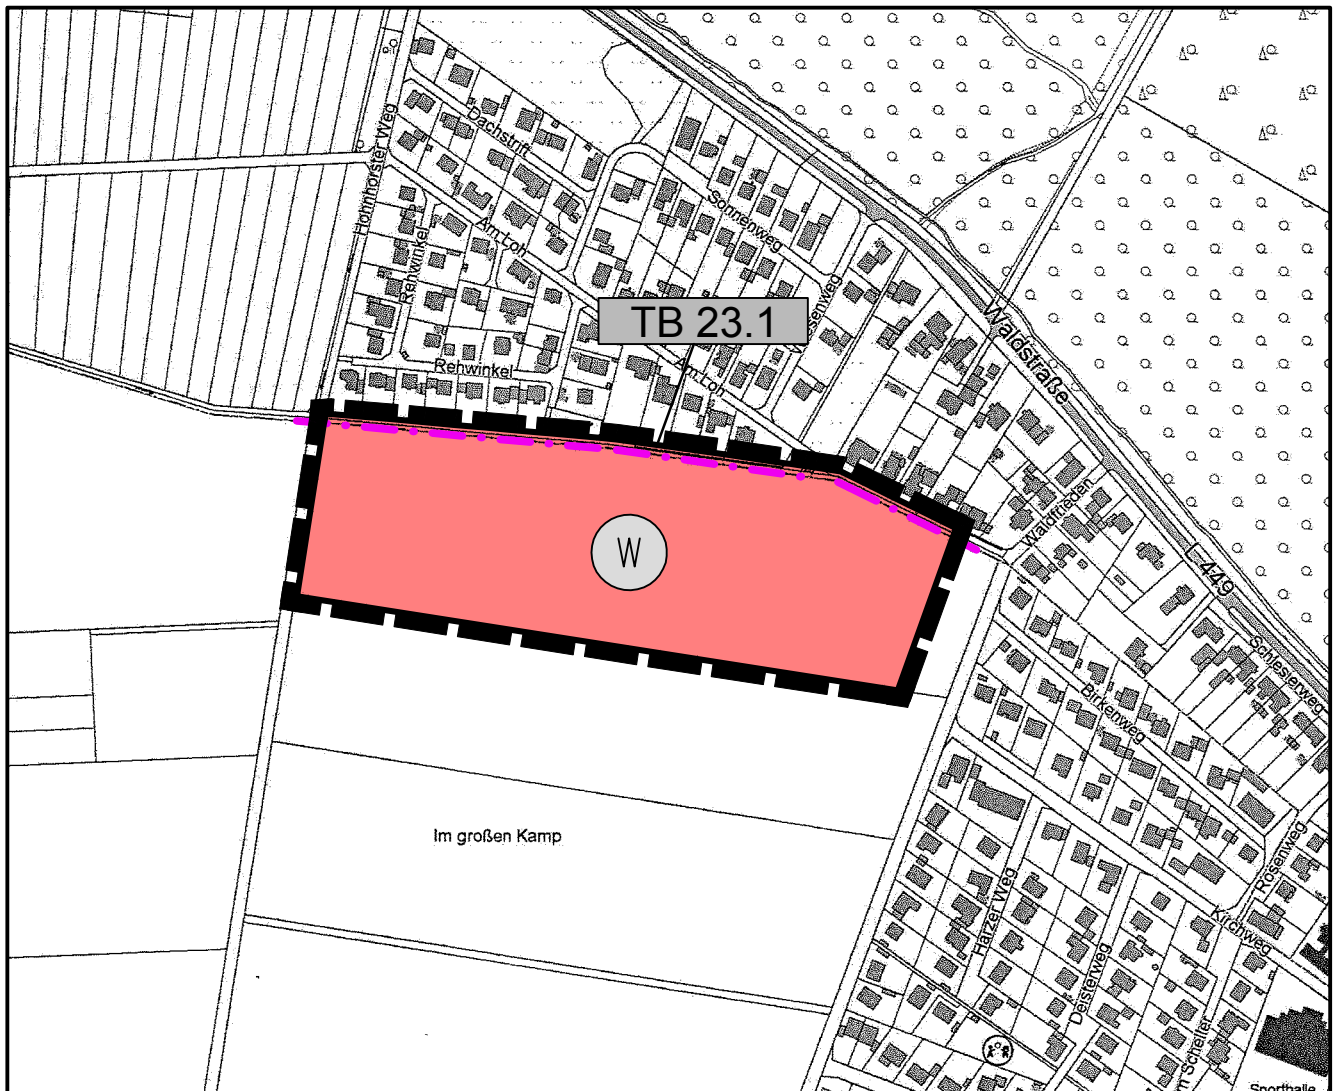 Hohnhorster Weg
Dachstrift
Am Loh
Sonnenweg
Rehwinkel
TB 23.1
Waldstraße
Rehwinkel
Am Loh
W
Waldfrieden
449
Schlesierweg
Birkenweg
Im großen Kamp
Rosenweg
Harzer Weg
Kirchweg
Deisterweg
Scheller
Sporthalle